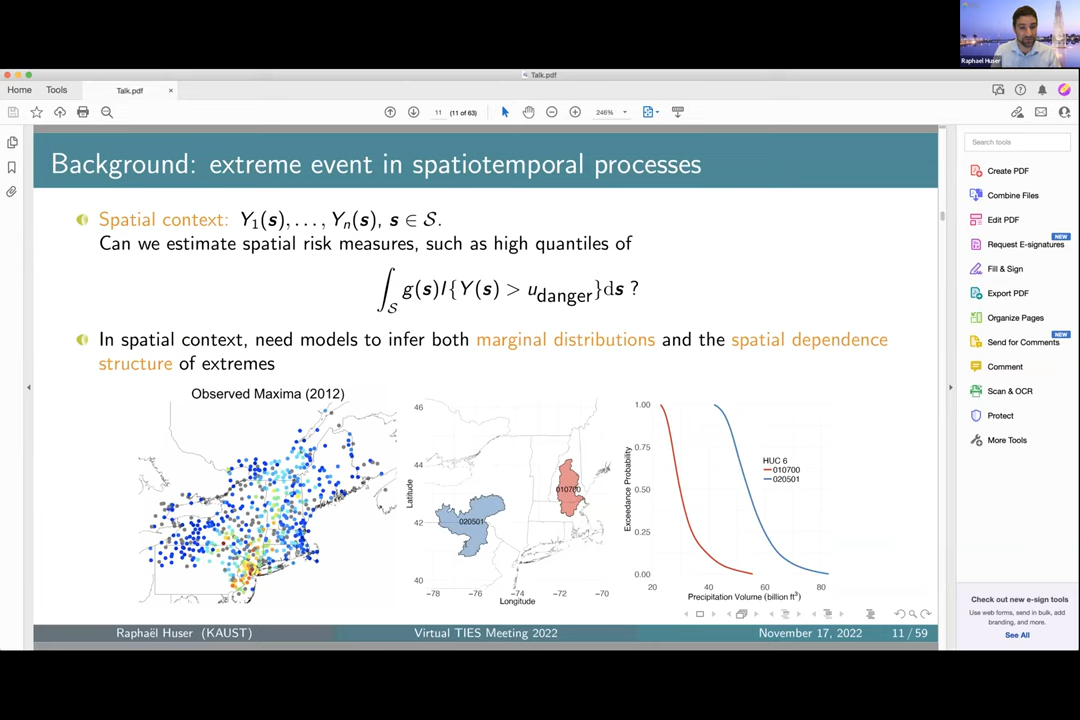 Raphael Huser
Talk.pdf
Home
Tools
Talk.pdf
×
11
(11 of 63)
246%
Background: extreme event in spatiotemporal processes
Spatial context: Y₁(s), . . . , Yₙ(s), s ∈ S.
Can we estimate spatial risk measures, such as high quantiles of
∫_S g(s)I{Y(s) > u_danger}ds ?
In spatial context, need models to infer both marginal distributions and the spatial dependence
structure of extremes
Observed Maxima (2012)
46
44
42
40
Latitude
−78
−76
−74
−72
−70
Longitude
020501
010700
1.00
0.75
0.50
0.25
0.00
Exceedance Probability
20
40
60
80
Precipitation Volume (billion ft³)
HUC 6
010700
020501
Raphaël Huser (KAUST)
Virtual TIES Meeting 2022
November 17, 2022
11 / 59
Search tools
Create PDF
Combine Files
Edit PDF
NEW
Request E-signatures
Fill & Sign
Export PDF
Organize Pages
NEW
Send for Comments
Comment
Scan & OCR
Protect
More Tools
Check out new e-sign tools
Use web forms, send in bulk, add
branding, and more.
See All